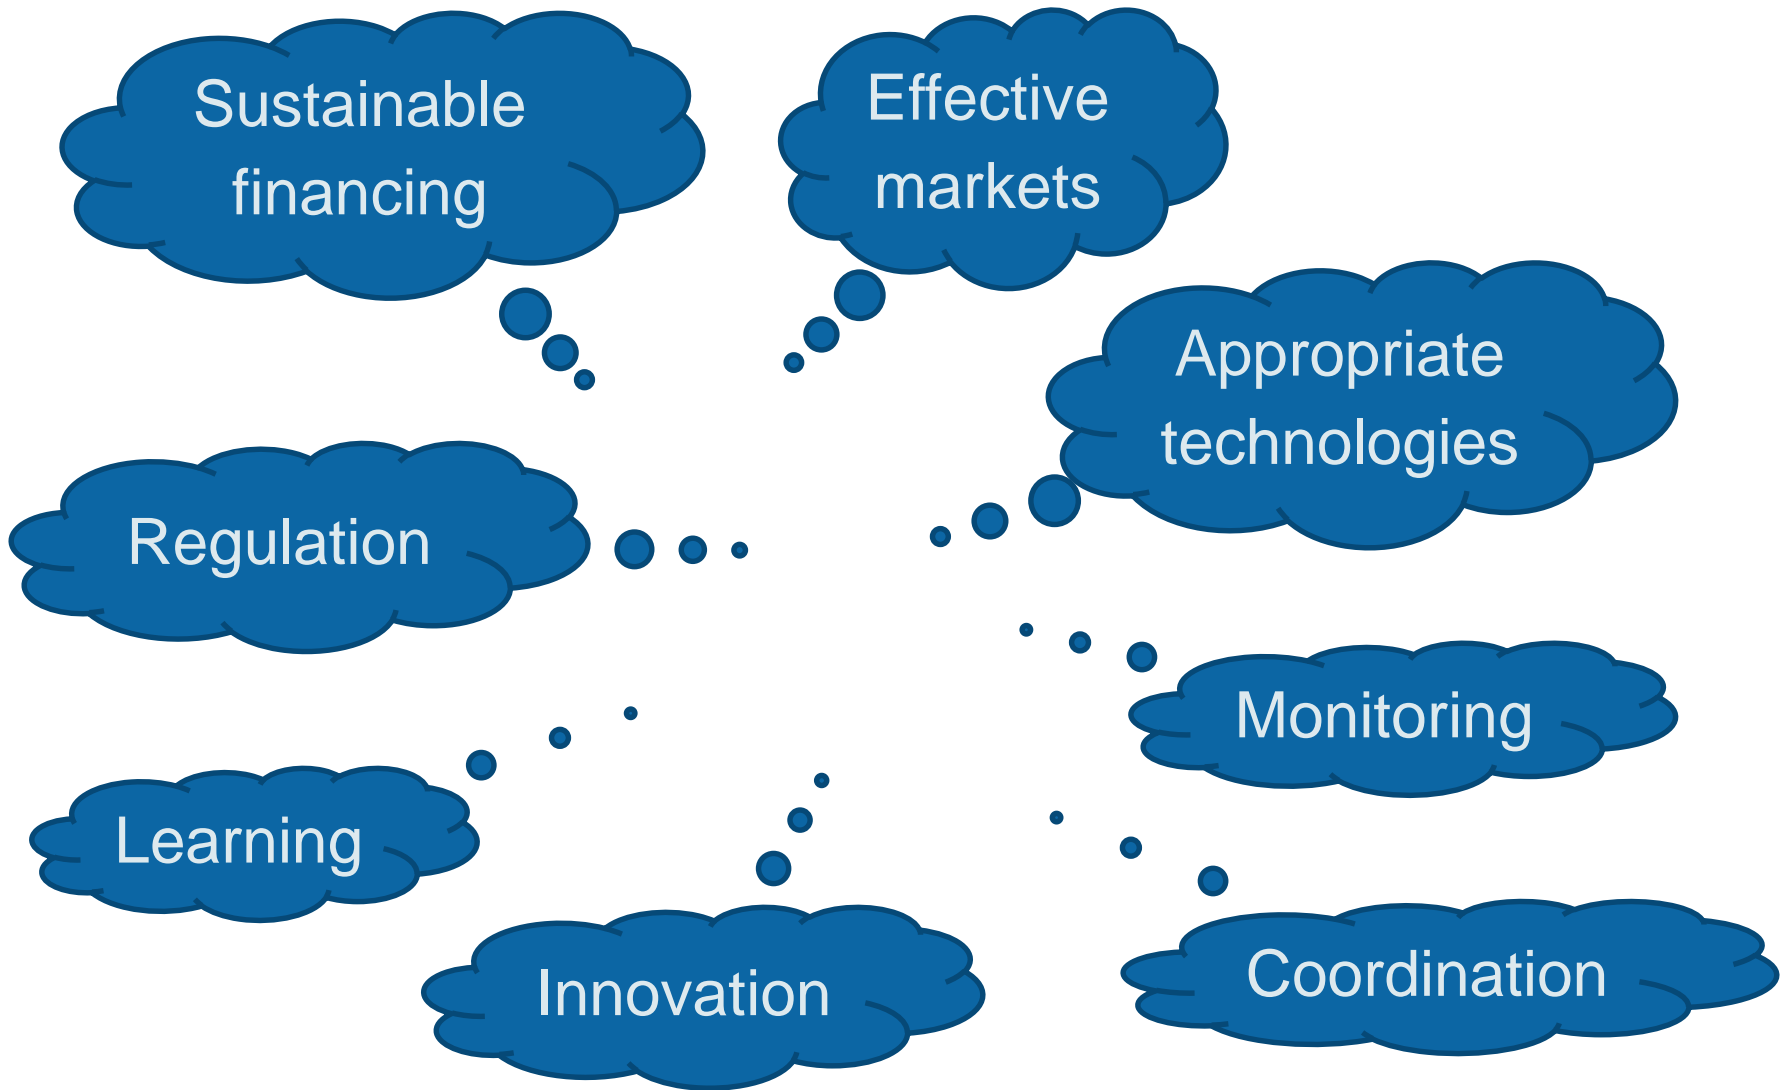 Sustainable
financing
Effective
markets
Appropriate
technologies
Regulation
Monitoring
Learning
Innovation
Coordination